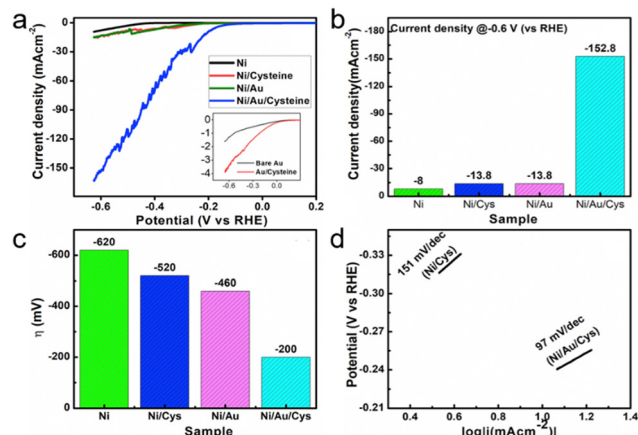 a
Current density (mAcm⁻²)
0
-30
-60
-90
-120
-150
Ni
Ni/Cysteine
Ni/Au
Ni/Au/Cysteine
0
-1
-2
-3
-4
Bare Au
Au/Cysteine
-0.6
-0.3
0.0
-0.6
-0.4
-0.2
-0.0
0.2
Potential (V vs RHE)
b
Current density(mAcm⁻²)
-180
-150
-120
-90
-60
-30
0
Current density @-0.6 V (vs RHE)
-8
-13.8
-13.8
-152.8
Ni
Ni/Cys
Ni/Au
Ni/Au/Cys
Sample
c
η (mV)
-600
-400
-200
0
-620
-520
-460
-200
Ni
Ni/Cys
Ni/Au
Ni/Au/Cys
Sample
d
Potential (V vs RHE)
-0.33
-0.30
-0.27
-0.24
-0.21
151 mV/dec
(Ni/Cys)
97 mV/dec
(Ni/Au/Cys)
0.4
0.6
0.8
1.0
1.2
1.4
log|j(mAcm⁻²)|